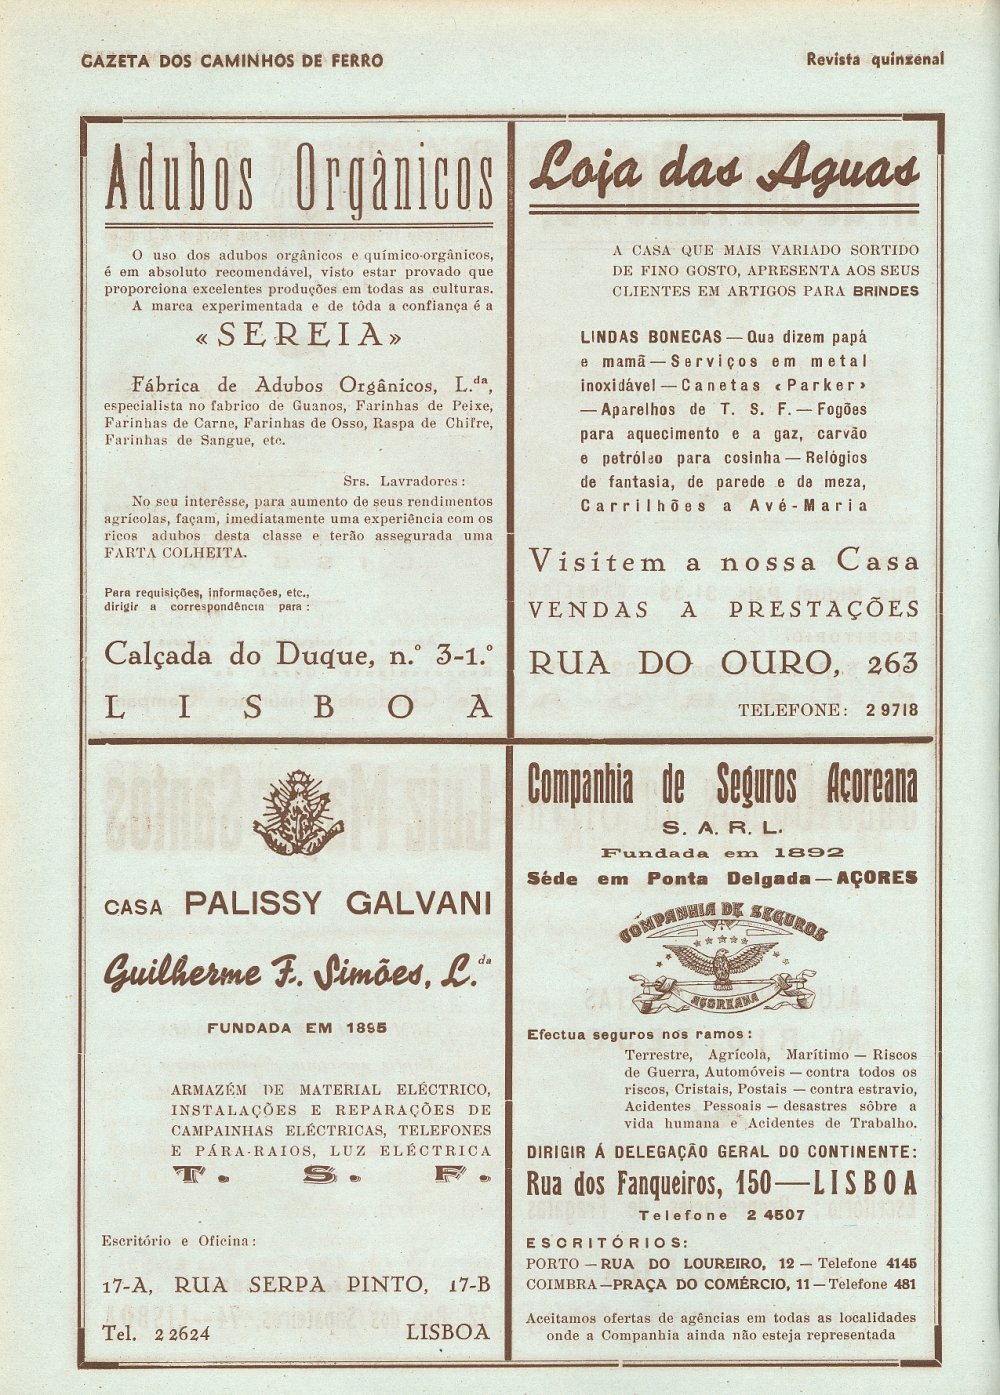 GAZETA DOS CAMINHOS DE FERRO
Revista quinzenal
Adubos Orgânicos
O uso dos adubos orgânicos e químico-orgânicos,
é em absoluto recomendável, visto estar provado que
proporciona excelentes produções em todas as culturas.
A marca experimentada e de tôda a confiança é a
«SEREIA»
Fábrica de Adubos Orgânicos, L.da,
especialista no fabrico de Guanos, Farinhas de Peixe,
Farinhas de Carne, Farinhas de Osso, Raspa de Chifre,
Farinhas de Sangue, etc.
Srs. Lavradores:
No seu interêsse, para aumento de seus rendimentos
agrícolas, façam, imediatamente uma experiência com os
ricos adubos desta classe e terão assegurada uma
FARTA COLHEITA.
Para requisições, informações, etc.,
dirigir a correspondência para:
Calçada do Duque, n.º 3-1.º
LISBOA
Loja das Aguas
A CASA QUE MAIS VARIADO SORTIDO
DE FINO GOSTO, APRESENTA AOS SEUS
CLIENTES EM ARTIGOS PARA BRINDES
LINDAS BONECAS — Que dizem papá
e mamã — Serviços em metal
inoxidável — Canetas «Parker»
— Aparelhos de T. S. F. — Fogões
para aquecimento e a gaz, carvão
e petróleo para cosinha — Relógios
de fantasia, de parede e de meza,
Carrilhões a Avé-Maria
Visitem a nossa Casa
VENDAS A PRESTAÇÕES
RUA DO OURO, 263
TELEFONE: 2 9718
CASA PALISSY GALVANI
Guilherme F. Simões, L.da
FUNDADA EM 1895
ARMAZÉM DE MATERIAL ELÉCTRICO,
INSTALAÇÕES E REPARAÇÕES DE
CAMPAINHAS ELÉCTRICAS, TELEFONES
E PÁRA-RAIOS, LUZ ELÉCTRICA
T. S. F.
Escritório e Oficina:
17-A, RUA SERPA PINTO, 17-B
Tel. 2 2624 LISBOA
Companhia de Seguros Açoreana
S. A. R. L.
Fundada em 1892
Séde em Ponta Delgada — AÇORES
COMPANHIA DE SEGUROS
AÇOREANA
Efectua seguros nos ramos:
Terrestre, Agrícola, Marítimo — Riscos
de Guerra, Automóveis — contra todos os
riscos, Cristais, Postais — contra estravio,
Acidentes Pessoais — desastres sôbre a
vida humana e Acidentes de Trabalho.
DIRIGIR Á DELEGAÇÃO GERAL DO CONTINENTE:
Rua dos Fanqueiros, 150 — LISBOA
Telefone 2 4507
ESCRITÓRIOS:
PORTO — RUA DO LOUREIRO, 12 — Telefone 4145
COIMBRA — PRAÇA DO COMÉRCIO, 11 — Telefone 481
Aceitamos ofertas de agências em todas as localidades
onde a Companhia ainda não esteja representada